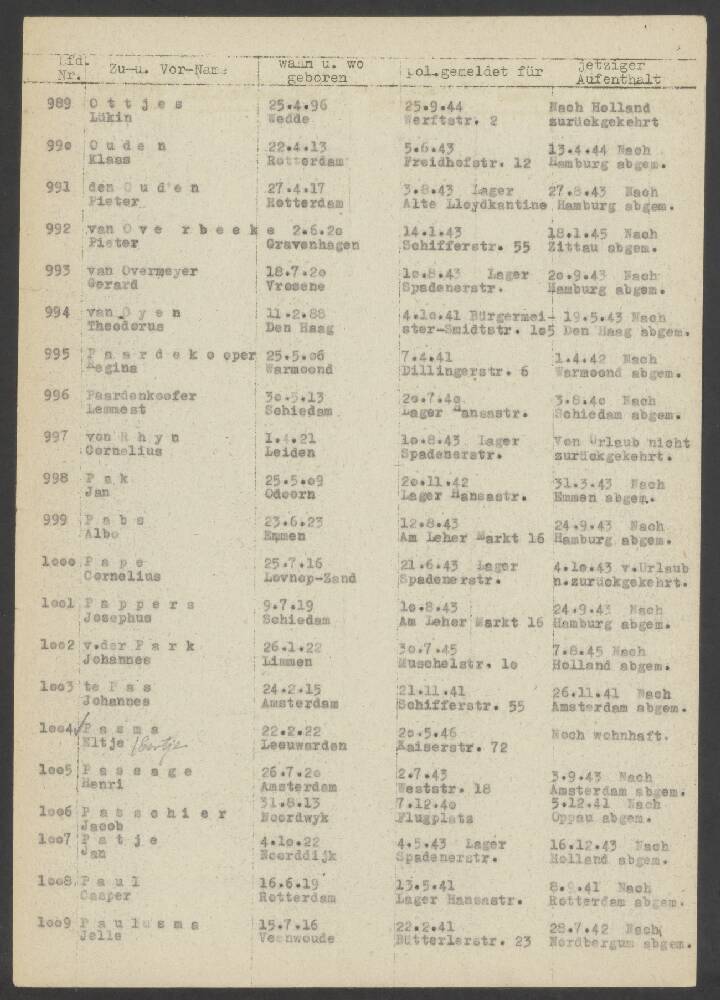 Lfd. Zu-u. Vor-Name wann u. wo pol.gemeldet für jetziger
Nr. geboren Aufenthalt
989 O t t j e s 25.4.96 25.9.44 Nach Holland
Lükin Wedde Werftstr. 2 zurückgekehrt
99o O u d e n 22.4.13 5.6.43 13.4.44 Nach
Klaas Rotterdam Freidhofstr. 12 Hamburg abgem.
991 den O u d e n 27.4.17 3.8.43 Lager 27.8.43 Nach
Pieter Rotterdam Alte Lloydkantine Hamburg abgem.
992 van O v e r b e e k e 2.6.2o 14.1.43 18.1.45 Nach
Pieter Gravenhagen Schifferstr. 55 Zittau abgem.
993 van Overmeyer 18.7.2o 1o.8.43 Lager 2o.9.43 Nach
Gerard Vrosene Spadenerstr. Hamburg abgem.
994 van O y e n 11.2.88 4.1o.41 Bürgermei- 19.5.43 Nach
Theodorus Den Haag ster-Smidtstr. 1o5 Den Haag abgem.
995 P a a r d e k o oper 25.5.o6 7.4.41 1.4.42 Nach
Regina Warmoond Dillingerstr. 6 Warmoond abgem.
996 Paardenkoofer 3o.5.13 2o.7.4o 3.8.4o Nach
Lemmest Schiedam Lager Hansastr. Schiedam abgem.
997 von R h y n 1.4.21 1o.8.43 Lager Von Urlaub nicht
Cornelius Leiden Spadenerstr. zurückgekehrt.
998 P a k 25.5.o9 2o.11.42 31.3.43 Nach
Jan Odoorn Lager Hansastr. Emmen abgem.
999 P a b s 23.6.23 12.8.43 24.9.43 Nach
Albo Emmen Am Leher Markt 16 Hamburg abgem.
1ooo P a p e 25.7.16 21.6.43 Lager 4.1o.43 v.Urlaub
Cornelius Lovnop-Zand Spadenerstr. n.zurückgekehrt.
1oo1 P a p p e r s 9.7.19 1o.8.43 24.9.43 Nach
Josephus Schiedam Am Leher Markt 16 Hamburg abgem.
1oo2 v.der P a r k 26.1.22 3o.7.45 7.8.45 Nach
Johannes Limmen Muschelstr. 1o Holland abgem.
1oo3 te P a s 24.2.15 21.11.41 26.11.41 Nach
Johannes Amsterdam Schifferstr. 55 Amsterdam abgem.
1oo4 P a s m a 22.2.22 2o.5.46 Noch wohnhaft.
Eltje Leeuwarden Kaiserstr. 72
1oo5 P a s s a g e 26.7.2o 2.7.43 3.9.43 Nach
Henri Amsterdam Weststr. 18 Amsterdam abgem.
1oo6 P a s s c h i e r 31.8.13 7.12.4o 5.12.41 Nach
Jacob Noordwyk Flugplats Oppau abgem.
1oo7 P a t j e 4.1o.22 4.5.43 Lager 16.12.43 Nach
Jan Noorddijk Spadenerstr. Holland abgem.
1oo8 P a u l 16.6.19 13.5.41 8.9.41 Nach
Casper Rotterdam Lager Hansastr. Rotterdam abgem.
1oo9 P a u l u s m a 15.7.16 22.2.41 28.7.42 Nach
Jelle Veenwoude Bütterlerstr. 23 Nordbergum abgem.